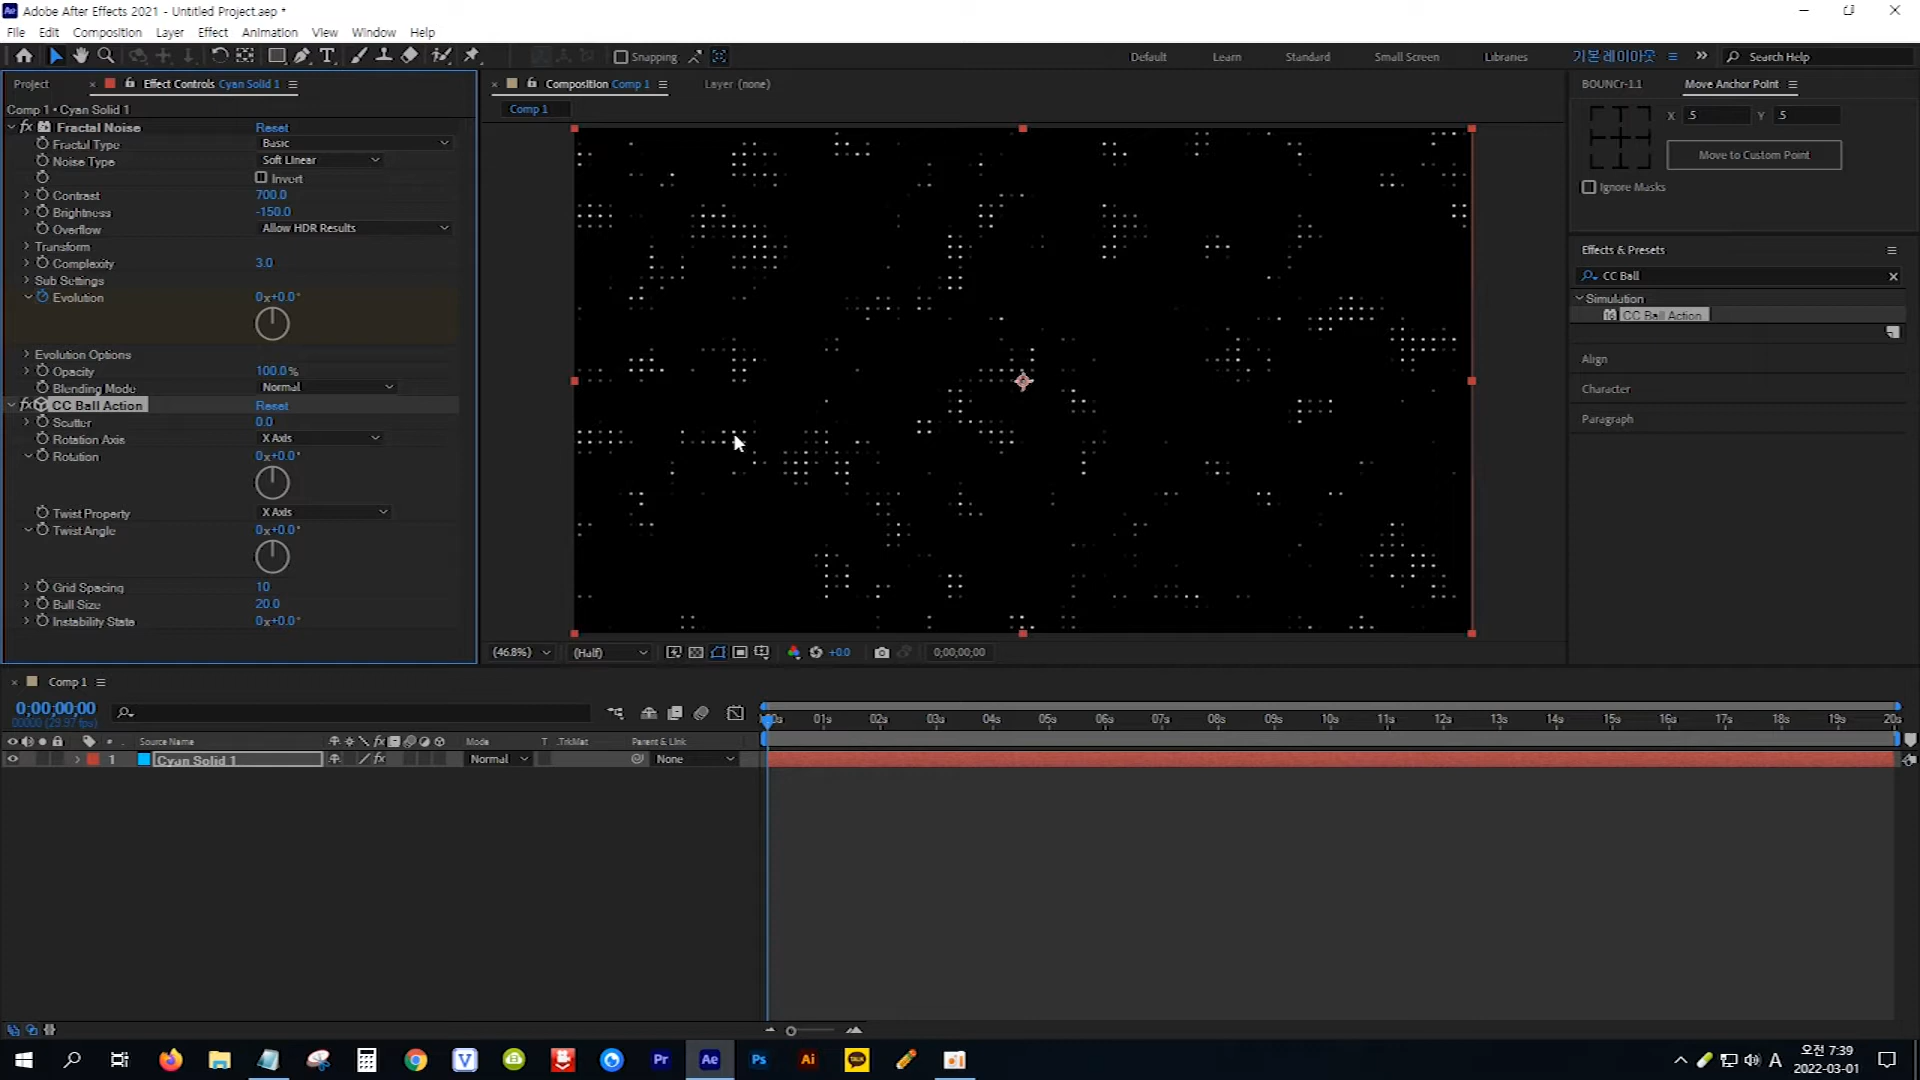 Adobe After Effects 2021 - Untitled Project.aep *
File Edit Composition Layer Effect Animation View Window Help
Snapping
Default Learn Standard Small Screen Libraries 기본레이아웃 Search Help
Project Effect Controls Cyan Solid 1
Comp 1 • Cyan Solid 1
Fractal Noise Reset
Fractal Type Basic
Noise Type Soft Linear
Invert
Contrast 700.0
Brightness -150.0
Overflow Allow HDR Results
Transform
Complexity 3.0
Sub Settings
Evolution 0x+0.0°
Evolution Options
Opacity 100.0%
Blending Mode Normal
CC Ball Action Reset
Scatter 0.0
Rotation Axis X Axis
Rotation 0x+0.0°
Twist Property X Axis
Twist Angle 0x+0.0°
Grid Spacing 10
Ball Size 20.0
Instability State 0x+0.0°
Composition Comp 1 Layer (none)
Comp 1
(46.8%) (Half) +0.0 0;00;00;00
BOUNCr-1.1 Move Anchor Point
X .5 Y .5
Move to Custom Point
Ignore Masks
Effects & Presets
CC Ball
Simulation
CC Ball Action
Align
Character
Paragraph
Comp 1
0;00;00;00
00000 (29.97 fps)
:00s 01s 02s 03s 04s 05s 06s 07s 08s 09s 10s 11s 12s 13s 14s 15s 16s 17s 18s 19s 20s
# Source Name fx Mode T .TrkMat Parent & Link
1 Cyan Solid 1 fx Normal None
V Pr Ae Ps Ai TALK A 오전 7:39
2022-03-01